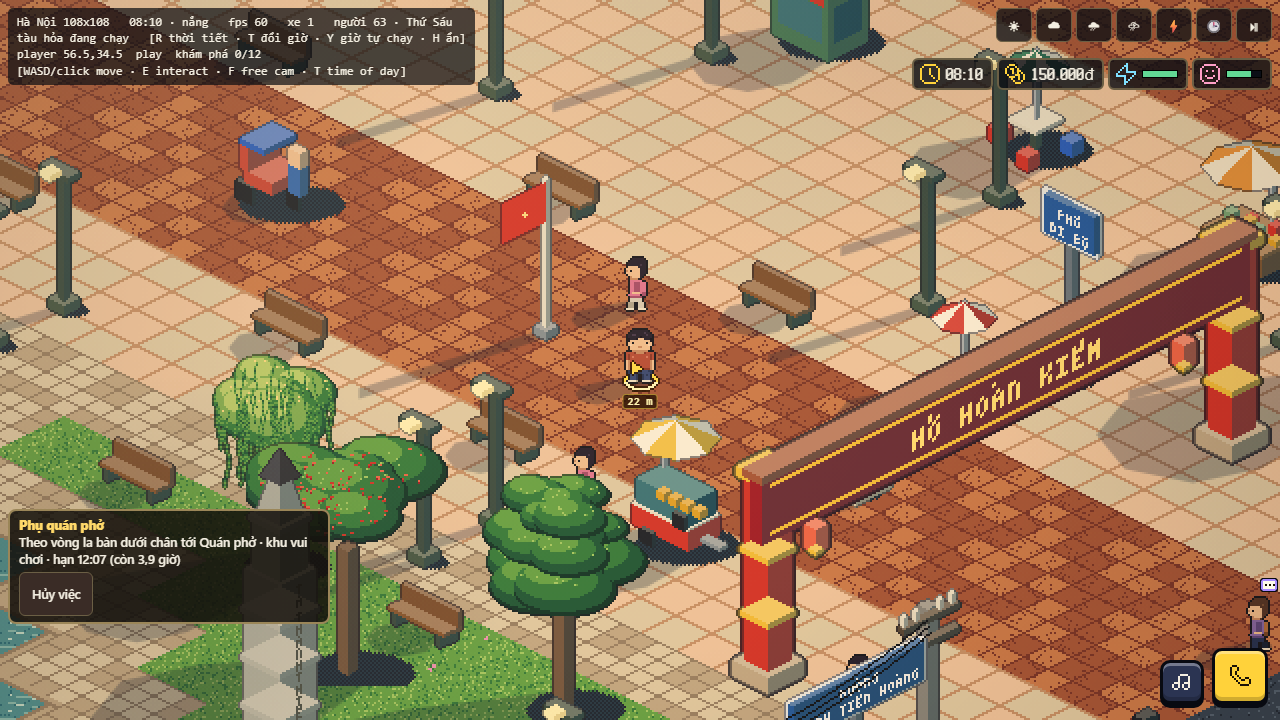 Hà Nội 108x108 08:10 · nắng fps 60 xe 1 người 63 · Thứ Sáu
tàu hỏa đang chạy [R thời tiết · T đổi giờ · Y giờ tự chạy · H ẩn]
player 56.5,34.5 play khám phá 0/12
[WASD/click move · E interact · F free cam · T time of day]
08:10
150.000đ
PHỐ
ĐI BỘ
HỒ HOÀN KIẾM
22 m
Phụ quán phở
Theo vòng la bàn dưới chân tới Quán phở · khu vui
chơi · hạn 12:07 (còn 3,9 giờ)
Hủy việc
TIÊN HOÀNG